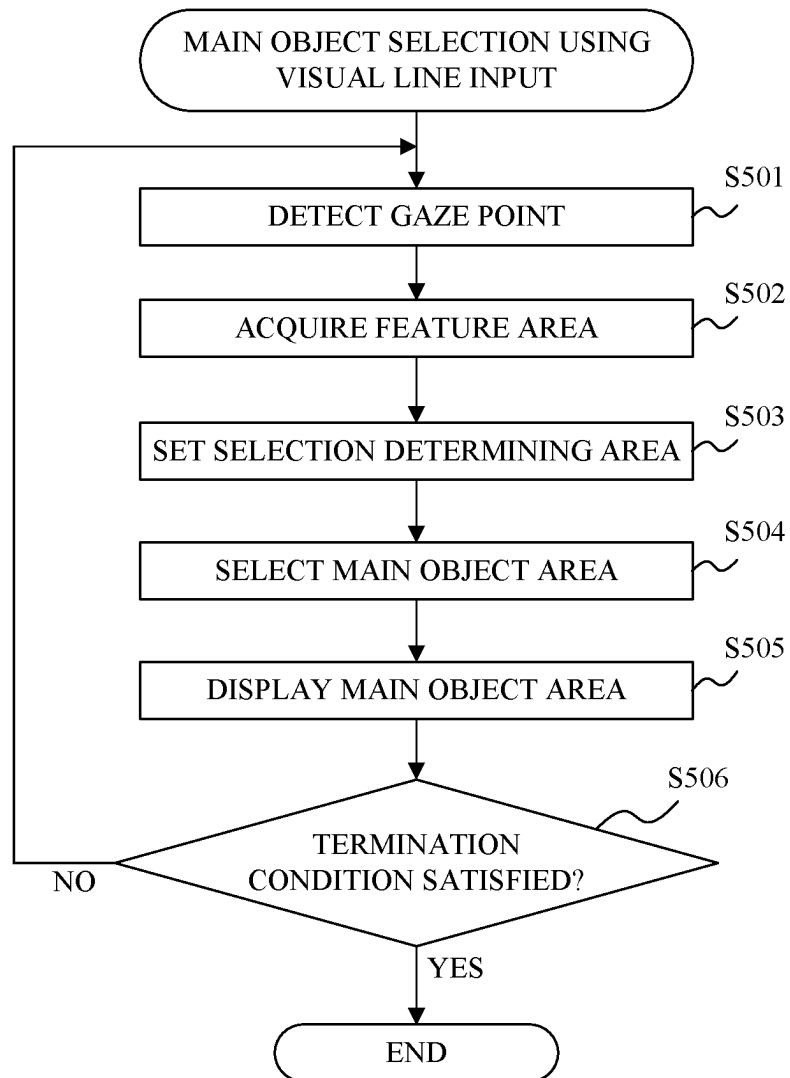 MAIN OBJECT SELECTION USING
VISUAL LINE INPUT
S501
DETECT GAZE POINT
S502
ACQUIRE FEATURE AREA
S503
SET SELECTION DETERMINING AREA
S504
SELECT MAIN OBJECT AREA
S505
DISPLAY MAIN OBJECT AREA
S506
TERMINATION
CONDITION SATISFIED?
NO
YES
END